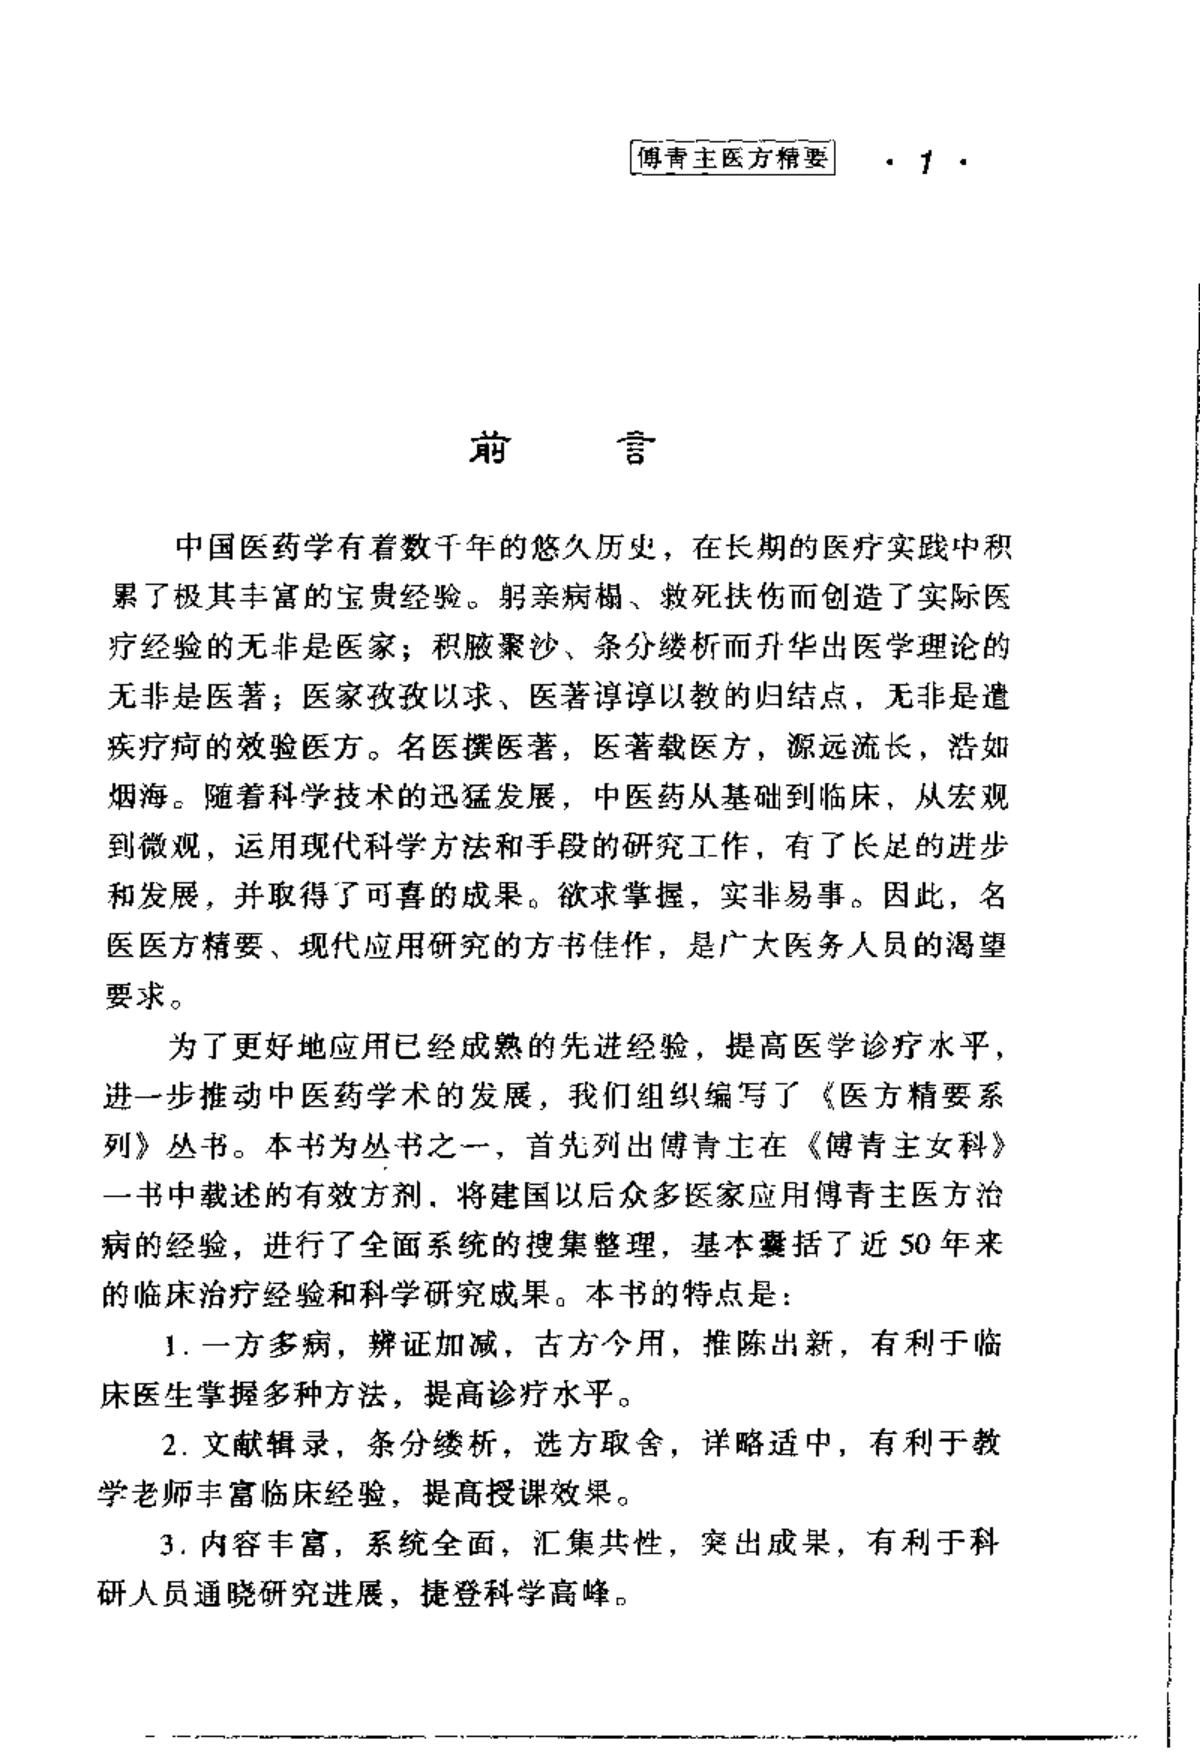 傅青主医方精要 · 1 ·
前 言
中国医药学有着数千年的悠久历史，在长期的医疗实践中积
累了极其丰富的宝贵经验。躬亲病榻、救死扶伤而创造了实际医
疗经验的无非是医家；积腋聚沙、条分缕析而升华出医学理论的
无非是医著；医家孜孜以求、医著谆谆以教的归结点，无非是遣
疾疗疴的效验医方。名医撰医著，医著载医方，源远流长，浩如
烟海。随着科学技术的迅猛发展，中医药从基础到临床，从宏观
到微观，运用现代科学方法和手段的研究工作，有了长足的进步
和发展，并取得了可喜的成果。欲求掌握，实非易事。因此，名
医医方精要、现代应用研究的方书佳作，是广大医务人员的渴望
要求。
为了更好地应用已经成熟的先进经验，提高医学诊疗水平，
进一步推动中医药学术的发展，我们组织编写了《医方精要系
列》丛书。本书为丛书之一，首先列出傅青主在《傅青主女科》
一书中载述的有效方剂，将建国以后众多医家应用傅青主医方治
病的经验，进行了全面系统的搜集整理，基本囊括了近 50 年来
的临床治疗经验和科学研究成果。本书的特点是：
1. 一方多病，辨证加减，古方今用，推陈出新，有利于临
床医生掌握多种方法，提高诊疗水平。
2. 文献辑录，条分缕析，选方取舍，详略适中，有利于教
学老师丰富临床经验，提高授课效果。
3. 内容丰富，系统全面，汇集共性，突出成果，有利于科
研人员通晓研究进展，捷登科学高峰。